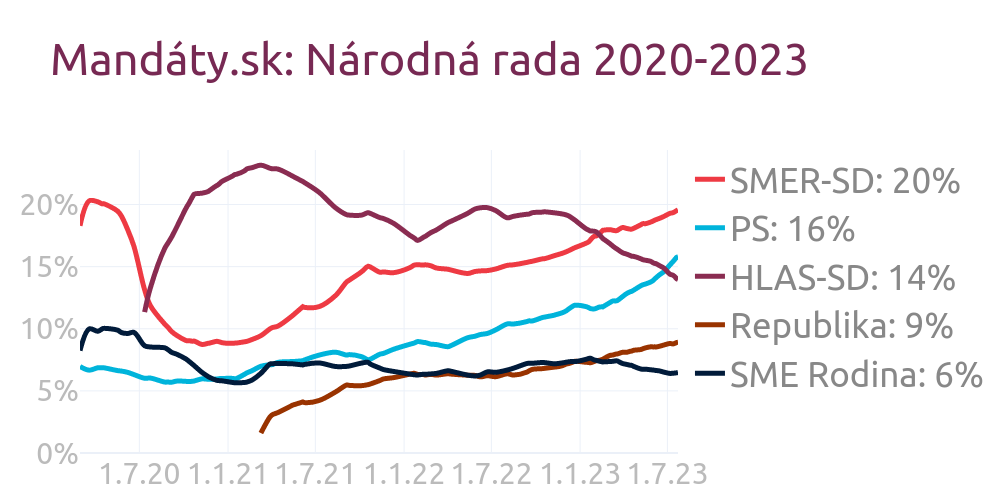 Mandáty.sk: Národná rada 2020-2023
SMER-SD: 20%
PS: 16%
HLAS-SD: 14%
Republika: 9%
SME Rodina: 6%
20%
15%
10%
5%
0%
1.7.20 1.1.21 1.7.21 1.1.22 1.7.22 1.1.23 1.7.23